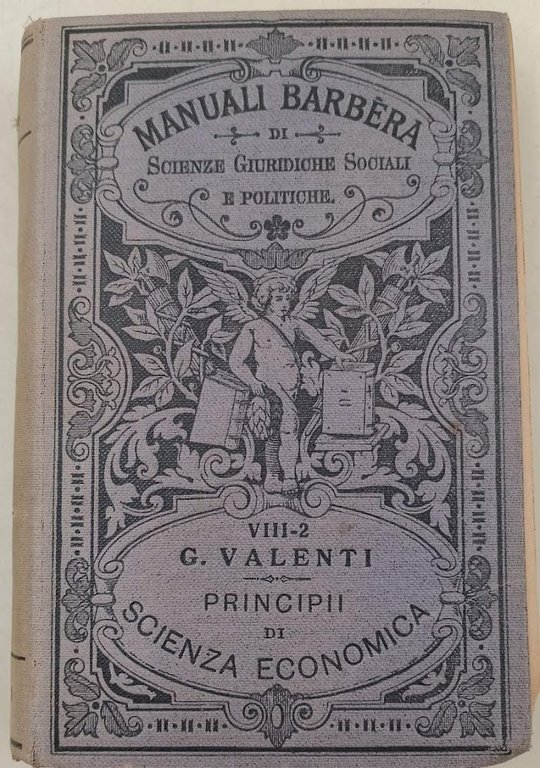 MANUALI BARBÈRA
DI
SCIENZE GIURIDICHE SOCIALI
E POLITICHE.
VIII-2
G. VALENTI
PRINCIPII
DI
SCIENZA ECONOMICA